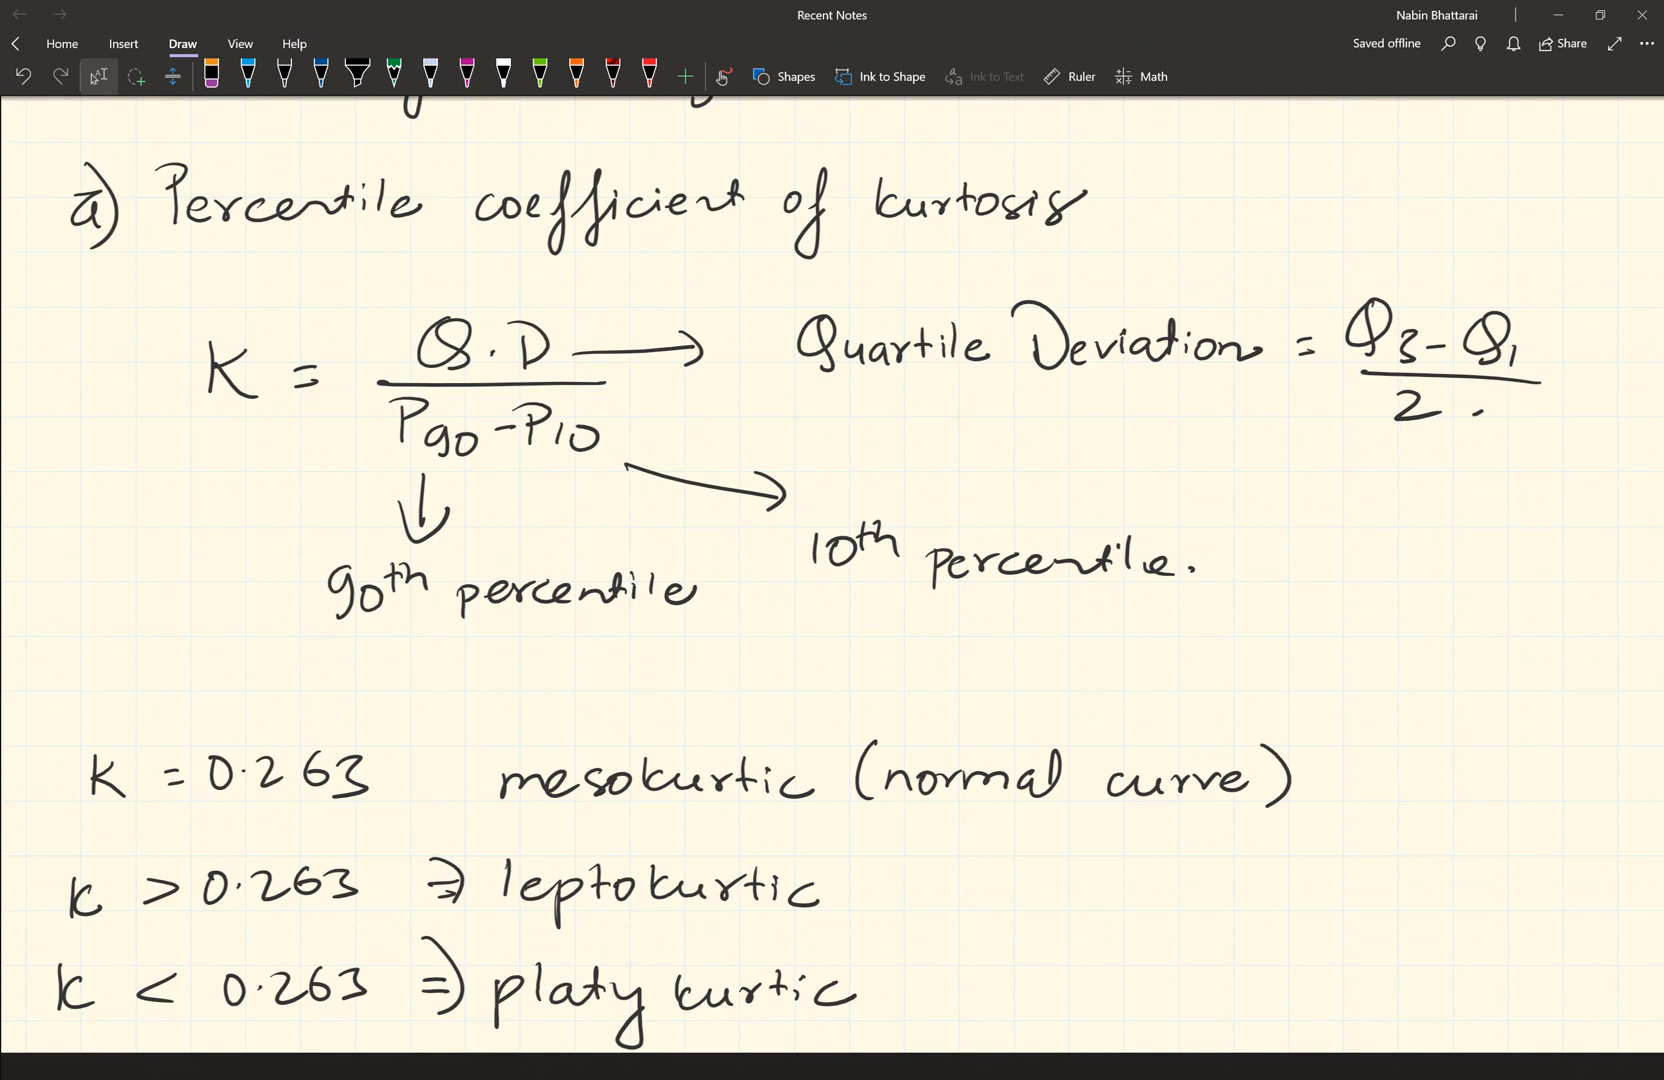 Recent Notes
Nabin Bhattarai
Home Insert Draw View Help
Saved offline
Share
Shapes
Ink to Shape
Ink to Text
Ruler
Math
a) Percentile coefficient of kurtosis
K = Q.D / P90 - P10 → Quartile Deviation = Q3 - Q1 / 2.
10th percentile.
90th percentile
K = 0.263 mesokurtic (normal curve)
K > 0.263 ⇒ leptokurtic
K < 0.263 ⇒ platykurtic